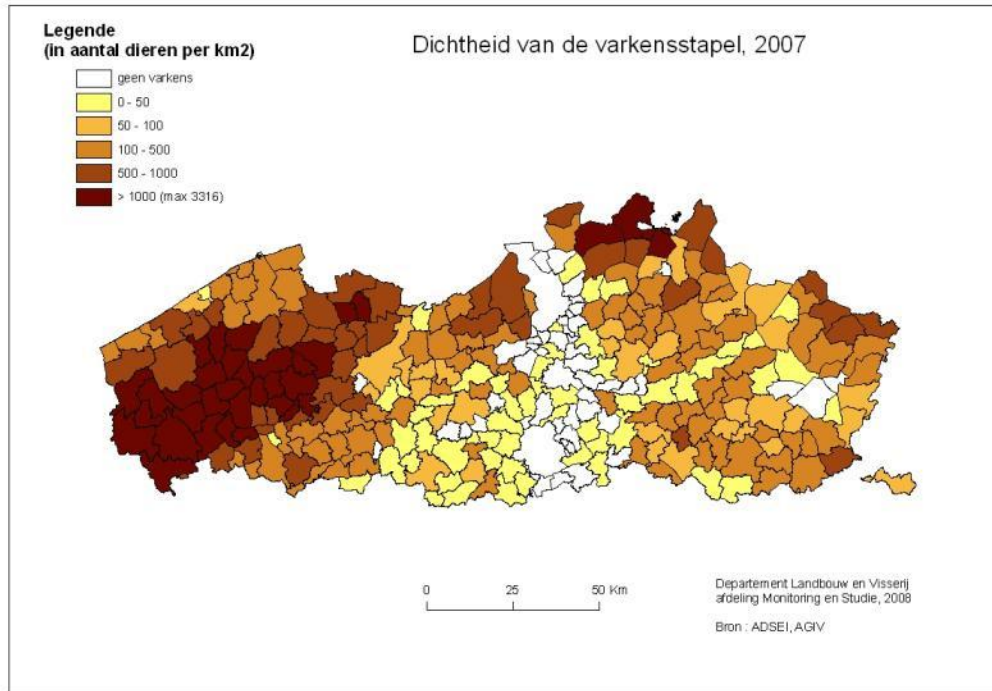 Legende
(in aantal dieren per km2)
geen varkens
0 - 50
50 - 100
100 - 500
500 - 1000
> 1000 (max 3316)
Dichtheid van de varkensstapel, 2007
0 25 50 Km
Departement Landbouw en Visserij
afdeling Monitoring en Studie, 2008
Bron : ADSEI, AGIV